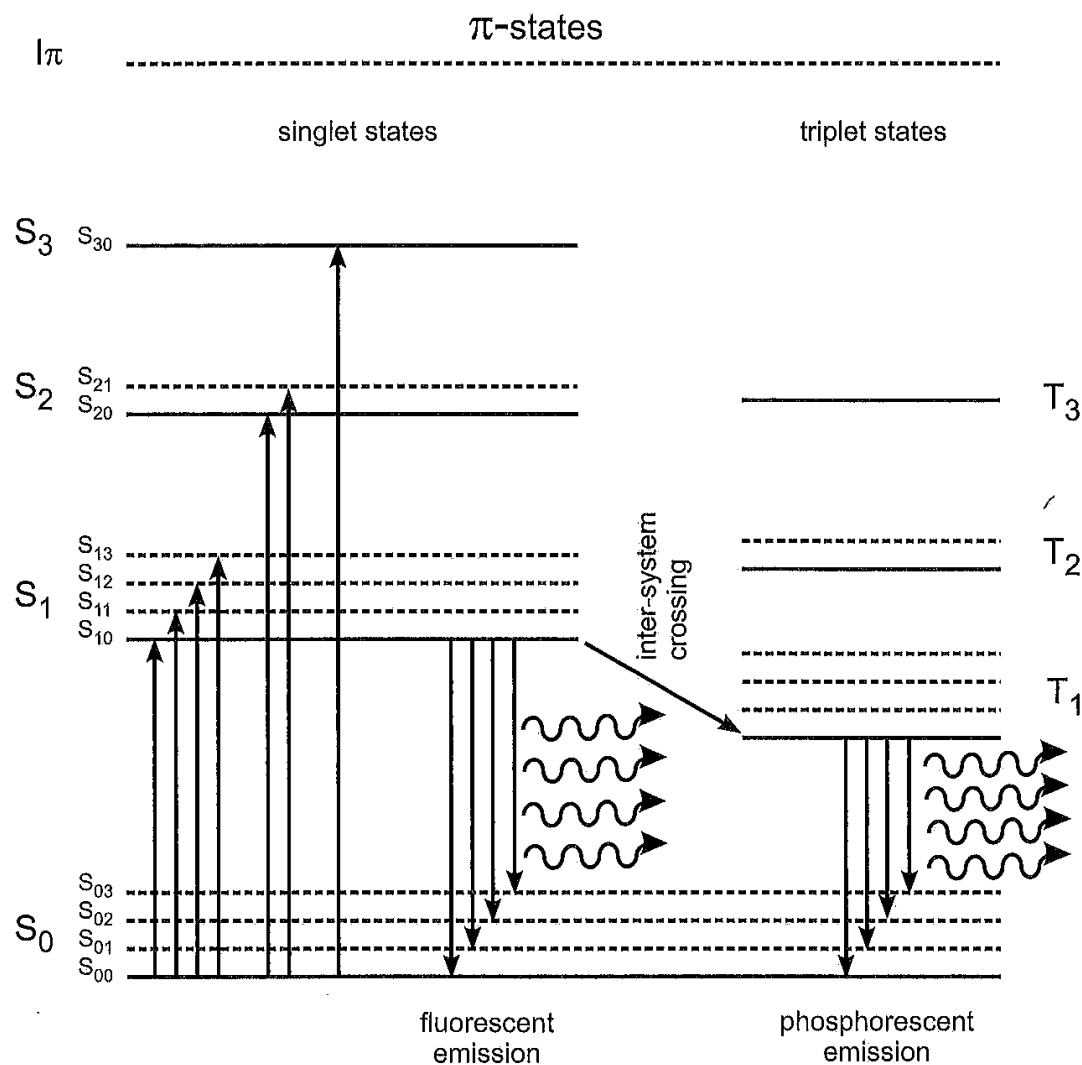 π-states
Iπ
singlet states
triplet states
S3 S30
S21
S2 S20
T3
S13
S12
S1 S11
S10
inter-system
crossing
T2
T1
S03
S02
S0 S01
S00
fluorescent
emission
phosphorescent
emission